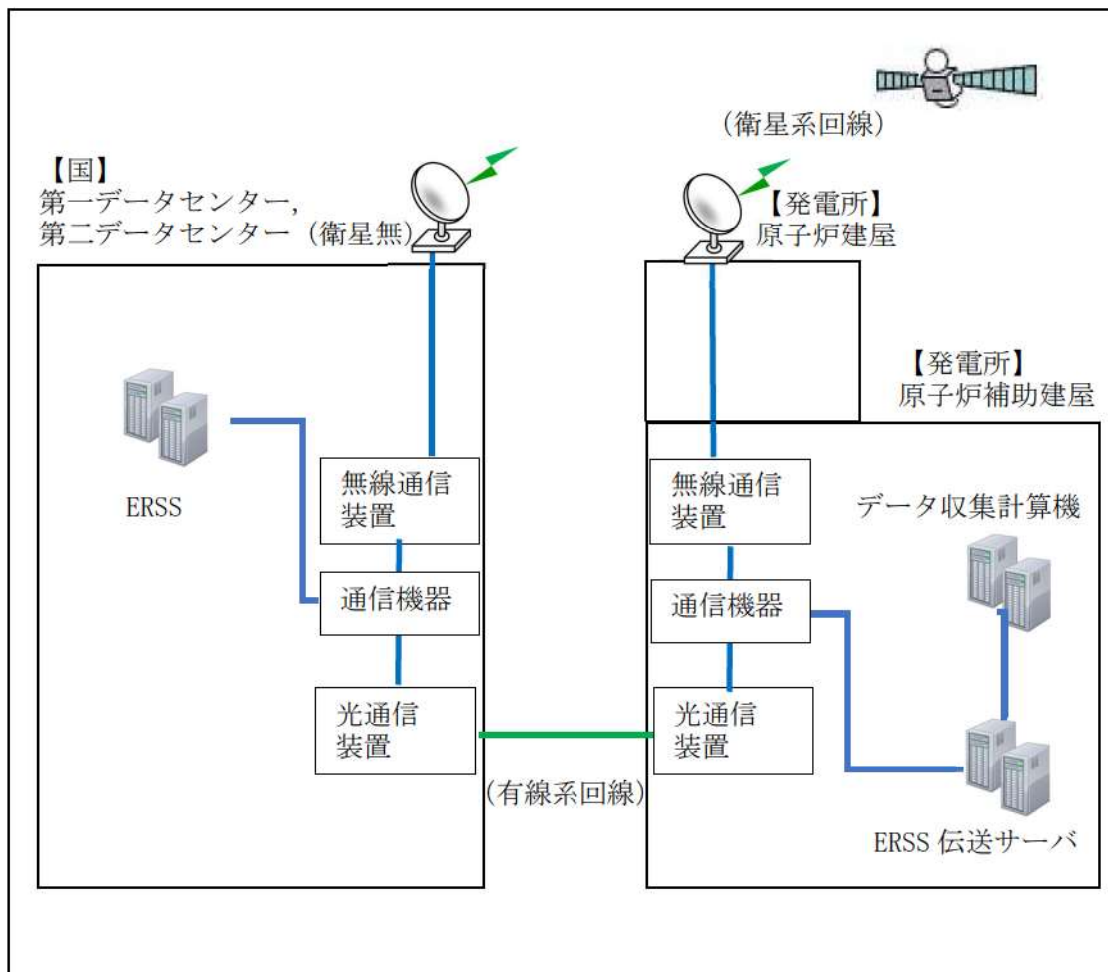 (衛星系回線)
【国】
第一データセンター,
第二データセンター(衛星無)
【発電所】
原子炉建屋
【発電所】
原子炉補助建屋
ERSS
無線通信
装置
通信機器
光通信
装置
(有線系回線)
無線通信
装置
通信機器
光通信
装置
データ収集計算機
ERSS 伝送サーバ